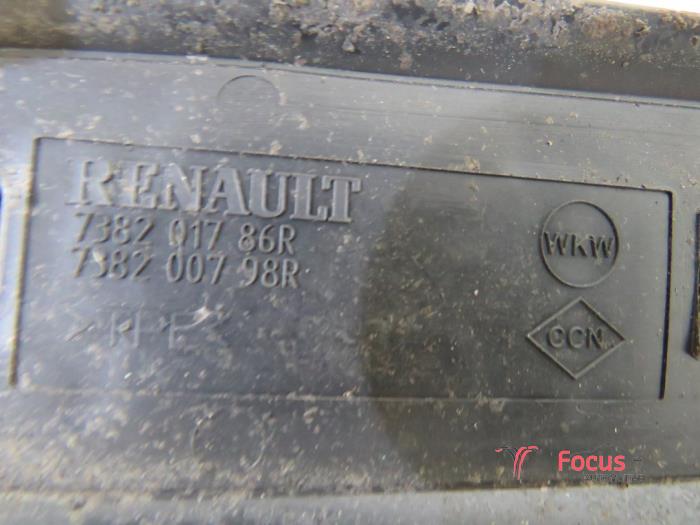 RENAULT
7382 017 86R
7382 007 98R
WKW
CCN
Focus